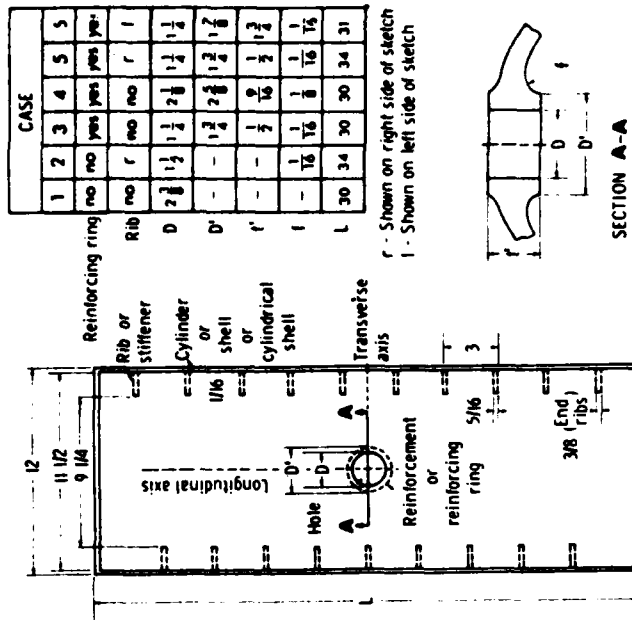 CASE
1 2 3 4 5 5
Reinforcing ring no no yes yes yes yes
Rib no r no no r l
D 2 3/8 1 1/2 1 1/4 2 1/8 1 1/4 1 1/4
D' - - 1 3/4 2 5/8 1 3/4 1 7/8
t' - - 1/2 9/16 1/2 1 3/4
t - 1/16 1/16 1/8 1/16 1/16
L 30 34 30 30 34 31
r - Shown on right side of sketch
l - Shown on left side of sketch
12
11 1/2
9 1/4
Rib or
stiffener
Cylinder
or
shell
or
cylindrical
shell
1/16
Longitudinal axis
Transverse
axis
Hole
D'
D
A
A
L
3
5/16
3/8 (End
ribs)
Reinforcement
or
reinforcing
ring
t'
D
D'
t
SECTION A-A